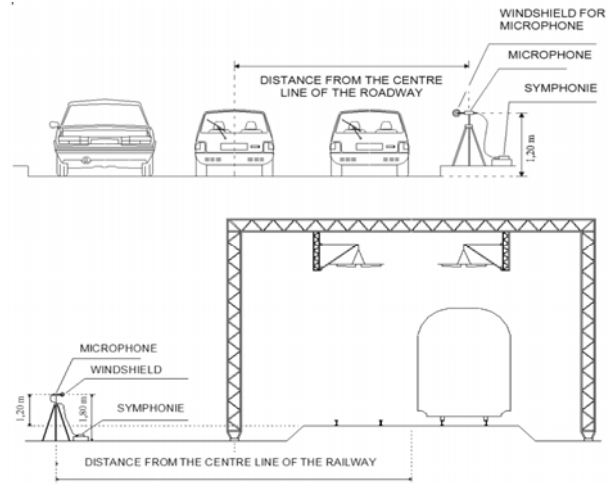 WINDSHIELD FOR
MICROPHONE
MICROPHONE
DISTANCE FROM THE CENTRE
LINE OF THE ROADWAY
SYMPHONIE
1,20 m
MICROPHONE
WINDSHIELD
1,20 m
1,80 m
SYMPHONIE
DISTANCE FROM THE CENTRE LINE OF THE RAILWAY